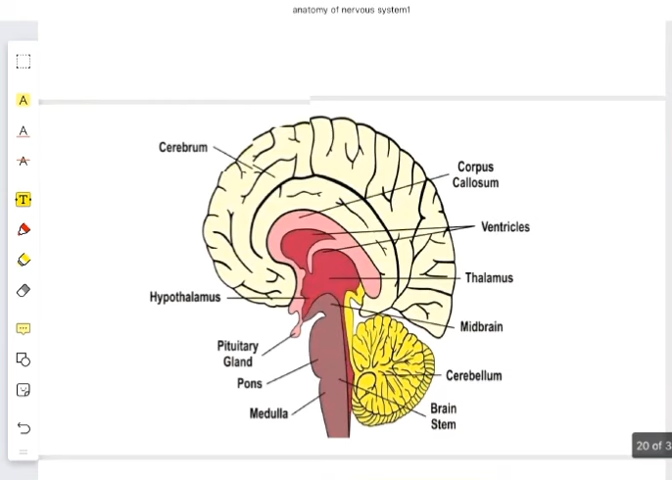 anatomy of nervous system1
Cerebrum
Corpus
Callosum
Ventricles
Thalamus
Hypothalamus
Midbrain
Pituitary
Gland
Cerebellum
Pons
Brain
Stem
Medulla
20 of 3
A
A
A
T